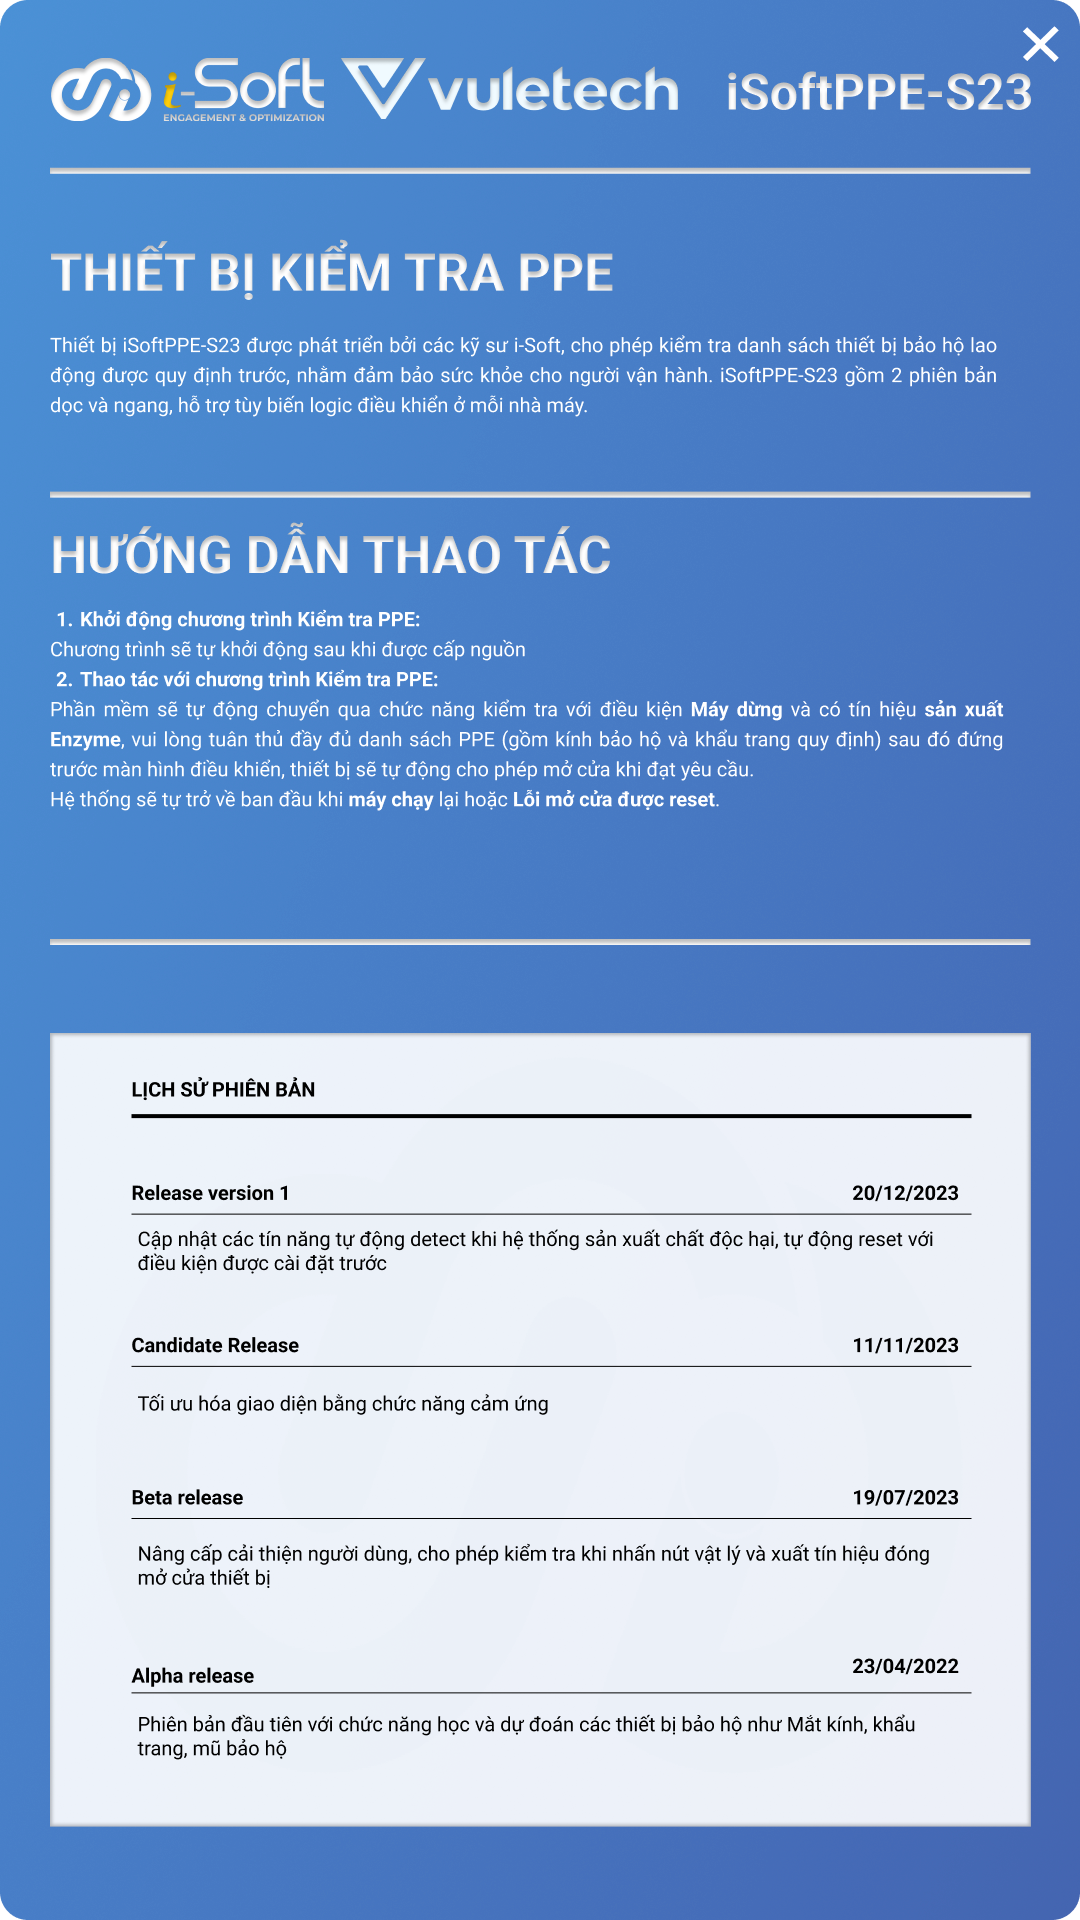 i-Soft
ENGAGEMENT & OPTIMIZATION
vuletech
iSoftPPE-S23
THIẾT BỊ KIỂM TRA PPE
Thiết bị iSoftPPE-S23 được phát triển bởi các kỹ sư i-Soft, cho phép kiểm tra danh sách thiết bị bảo hộ lao
động được quy định trước, nhằm đảm bảo sức khỏe cho người vận hành. iSoftPPE-S23 gồm 2 phiên bản
dọc và ngang, hỗ trợ tùy biến logic điều khiển ở mỗi nhà máy.
HƯỚNG DẪN THAO TÁC
1. Khởi động chương trình Kiểm tra PPE:
Chương trình sẽ tự khởi động sau khi được cấp nguồn
2. Thao tác với chương trình Kiểm tra PPE:
Phần mềm sẽ tự động chuyển qua chức năng kiểm tra với điều kiện Máy dừng và có tín hiệu sản xuất
Enzyme, vui lòng tuân thủ đầy đủ danh sách PPE (gồm kính bảo hộ và khẩu trang quy định) sau đó đứng
trước màn hình điều khiển, thiết bị sẽ tự động cho phép mở cửa khi đạt yêu cầu.
Hệ thống sẽ tự trở về ban đầu khi máy chạy lại hoặc Lỗi mở cửa được reset.
LỊCH SỬ PHIÊN BẢN
Release version 1 20/12/2023
Cập nhật các tín năng tự động detect khi hệ thống sản xuất chất độc hại, tự động reset với
điều kiện được cài đặt trước
Candidate Release 11/11/2023
Tối ưu hóa giao diện bằng chức năng cảm ứng
Beta release 19/07/2023
Nâng cấp cải thiện người dùng, cho phép kiểm tra khi nhấn nút vật lý và xuất tín hiệu đóng
mở cửa thiết bị
Alpha release 23/04/2022
Phiên bản đầu tiên với chức năng học và dự đoán các thiết bị bảo hộ như Mắt kính, khẩu
trang, mũ bảo hộ